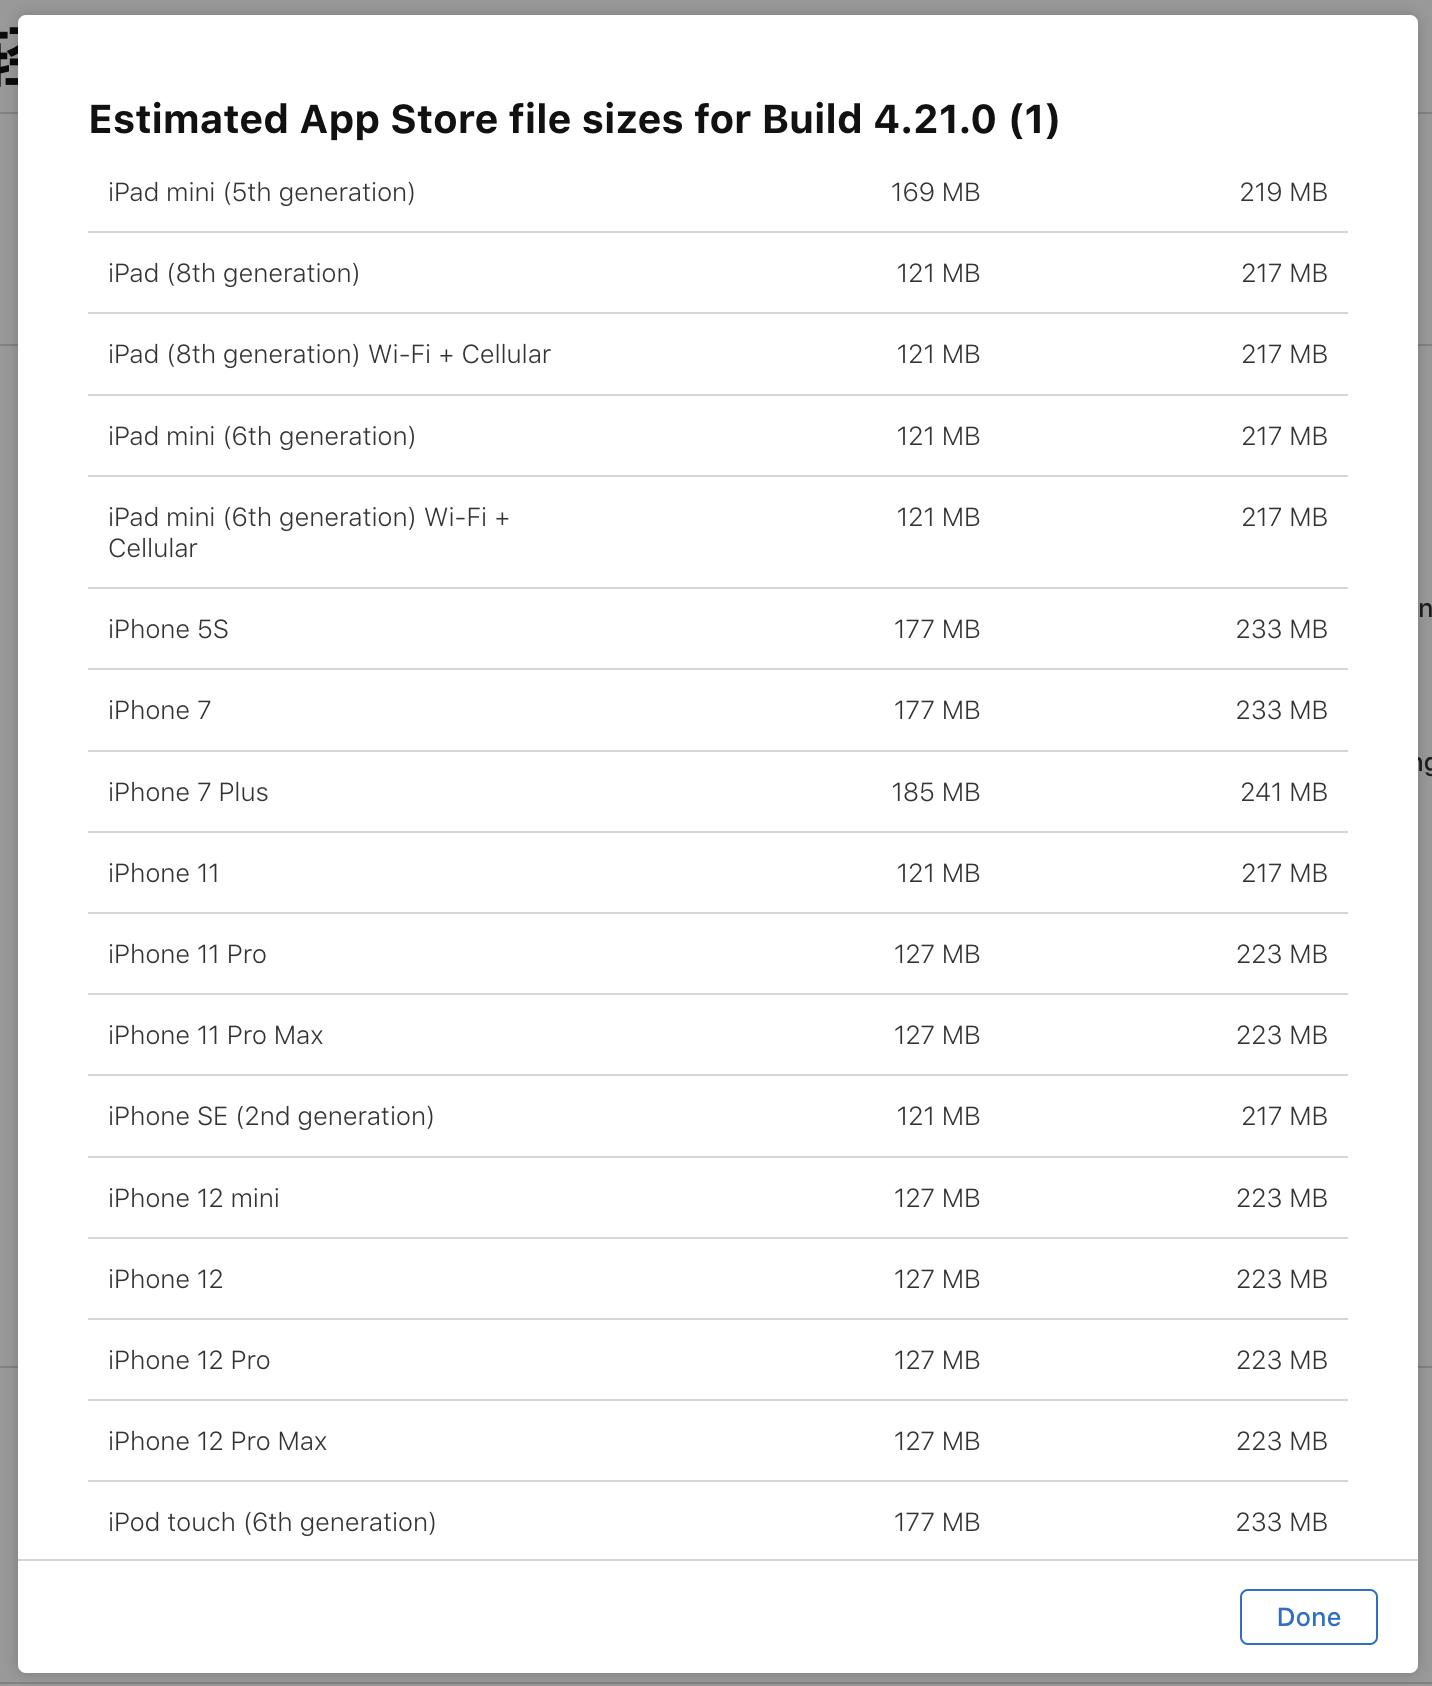 Estimated App Store file sizes for Build 4.21.0 (1)
iPad mini (5th generation) 169 MB 219 MB
iPad (8th generation) 121 MB 217 MB
iPad (8th generation) Wi-Fi + Cellular 121 MB 217 MB
iPad mini (6th generation) 121 MB 217 MB
iPad mini (6th generation) Wi-Fi + 121 MB 217 MB
Cellular
iPhone 5S 177 MB 233 MB
iPhone 7 177 MB 233 MB
iPhone 7 Plus 185 MB 241 MB
iPhone 11 121 MB 217 MB
iPhone 11 Pro 127 MB 223 MB
iPhone 11 Pro Max 127 MB 223 MB
iPhone SE (2nd generation) 121 MB 217 MB
iPhone 12 mini 127 MB 223 MB
iPhone 12 127 MB 223 MB
iPhone 12 Pro 127 MB 223 MB
iPhone 12 Pro Max 127 MB 223 MB
iPod touch (6th generation) 177 MB 233 MB
Done